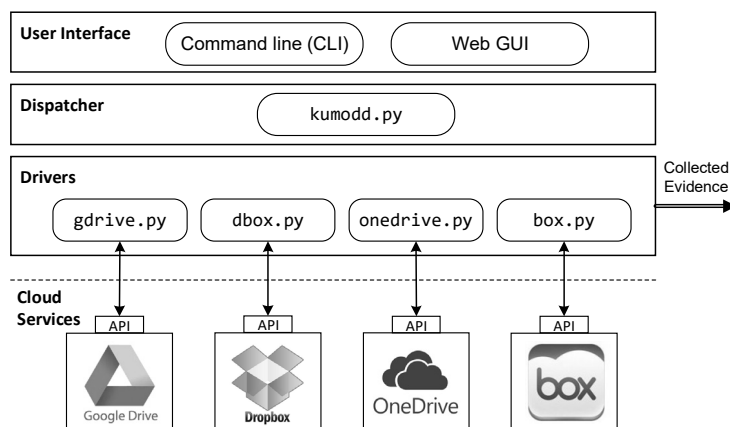 User Interface
Command line (CLI)
Web GUI
Dispatcher
kumodd.py
Drivers
Collected
Evidence
gdrive.py
dbox.py
onedrive.py
box.py
Cloud
Services
API
API
API
API
Google Drive
Dropbox
OneDrive
box